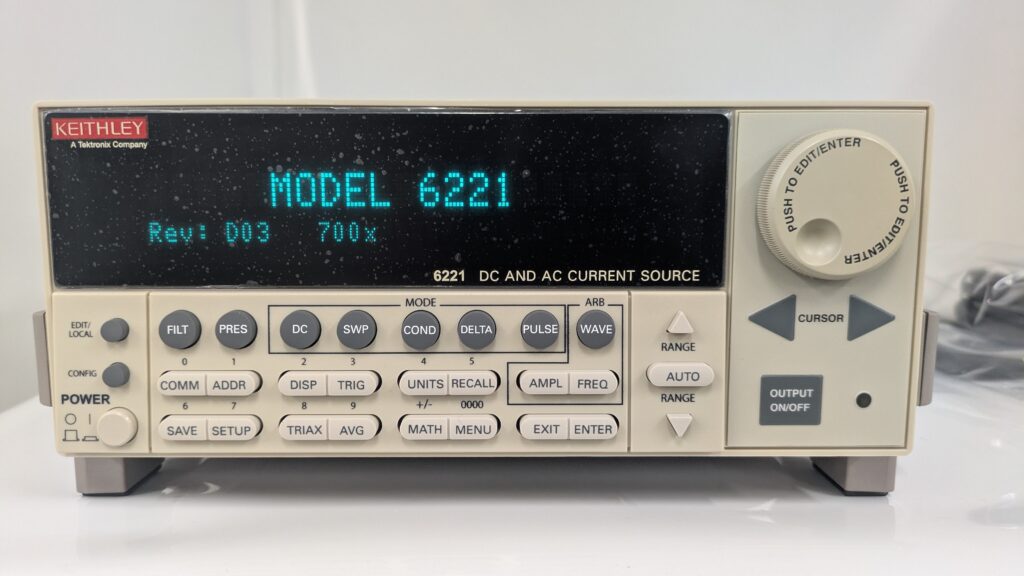 KEITHLEY
A Tektronix Company
MODEL 6221
Rev: D03 700x
6221 DC AND AC CURRENT SOURCE
PUSH TO EDIT/ENTER
PUSH TO EDIT/ENTER
MODE
ARB
EDIT/
LOCAL
FILT PRES DC SWP COND DELTA PULSE WAVE
RANGE
CURSOR
0 1 2 3 4 5
CONFIG
COMM ADDR DISP TRIG UNITS RECALL AMPL FREQ
AUTO
RANGE
OUTPUT
ON/OFF
POWER
6 7 8 9 +/- 0000
O I
SAVE SETUP TRIAX AVG MATH MENU EXIT ENTER